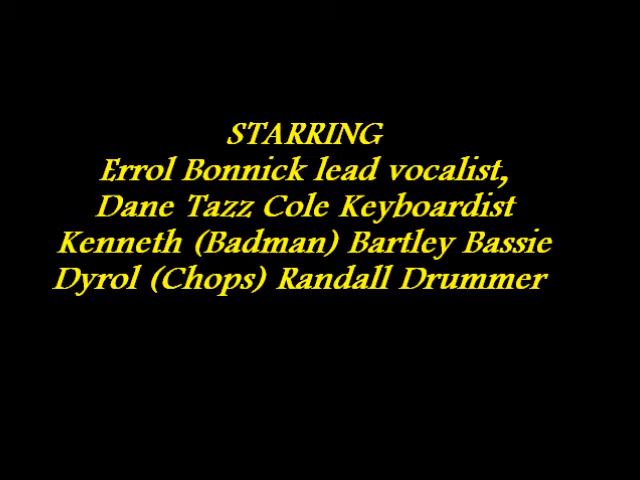 STARRING
Errol Bonnick lead vocalist,
Dane Tazz Cole Keyboardist
Kenneth (Badman) Bartley Bassie
Dyrol (Chops) Randall Drummer